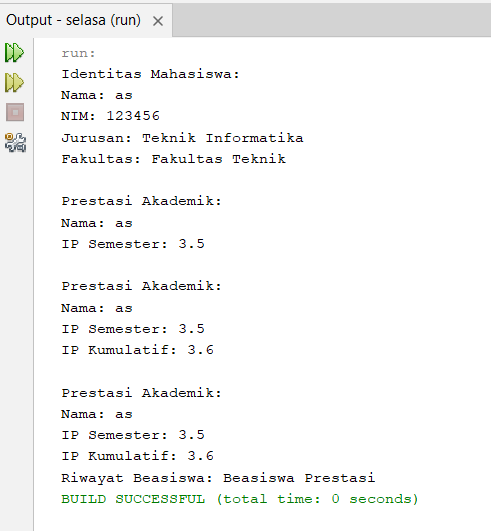 Output - selasa (run)
run:
Identitas Mahasiswa:
Nama: as
NIM: 123456
Jurusan: Teknik Informatika
Fakultas: Fakultas Teknik
Prestasi Akademik:
Nama: as
IP Semester: 3.5
Prestasi Akademik:
Nama: as
IP Semester: 3.5
IP Kumulatif: 3.6
Prestasi Akademik:
Nama: as
IP Semester: 3.5
IP Kumulatif: 3.6
Riwayat Beasiswa: Beasiswa Prestasi
BUILD SUCCESSFUL (total time: 0 seconds)